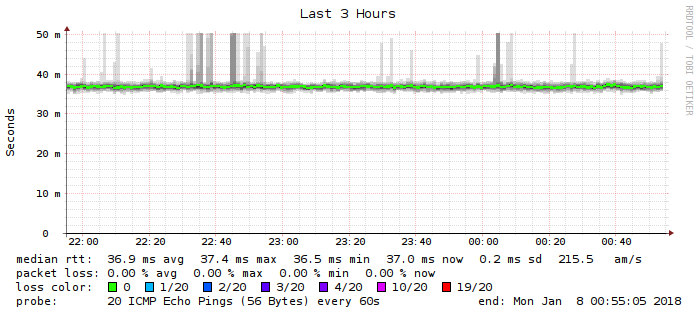 Last 3 Hours
RRDTOOL / TOBI OETIKER
Seconds
50 m
40 m
30 m
20 m
10 m
0
22:00 22:20 22:40 23:00 23:20 23:40 00:00 00:20 00:40
median rtt: 36.9 ms avg 37.4 ms max 36.5 ms min 37.0 ms now 0.2 ms sd 215.5 am/s
packet loss: 0.00 % avg 0.00 % max 0.00 % min 0.00 % now
loss color: 0 1/20 2/20 3/20 4/20 10/20 19/20
probe: 20 ICMP Echo Pings (56 Bytes) every 60s end: Mon Jan 8 00:55:05 2018